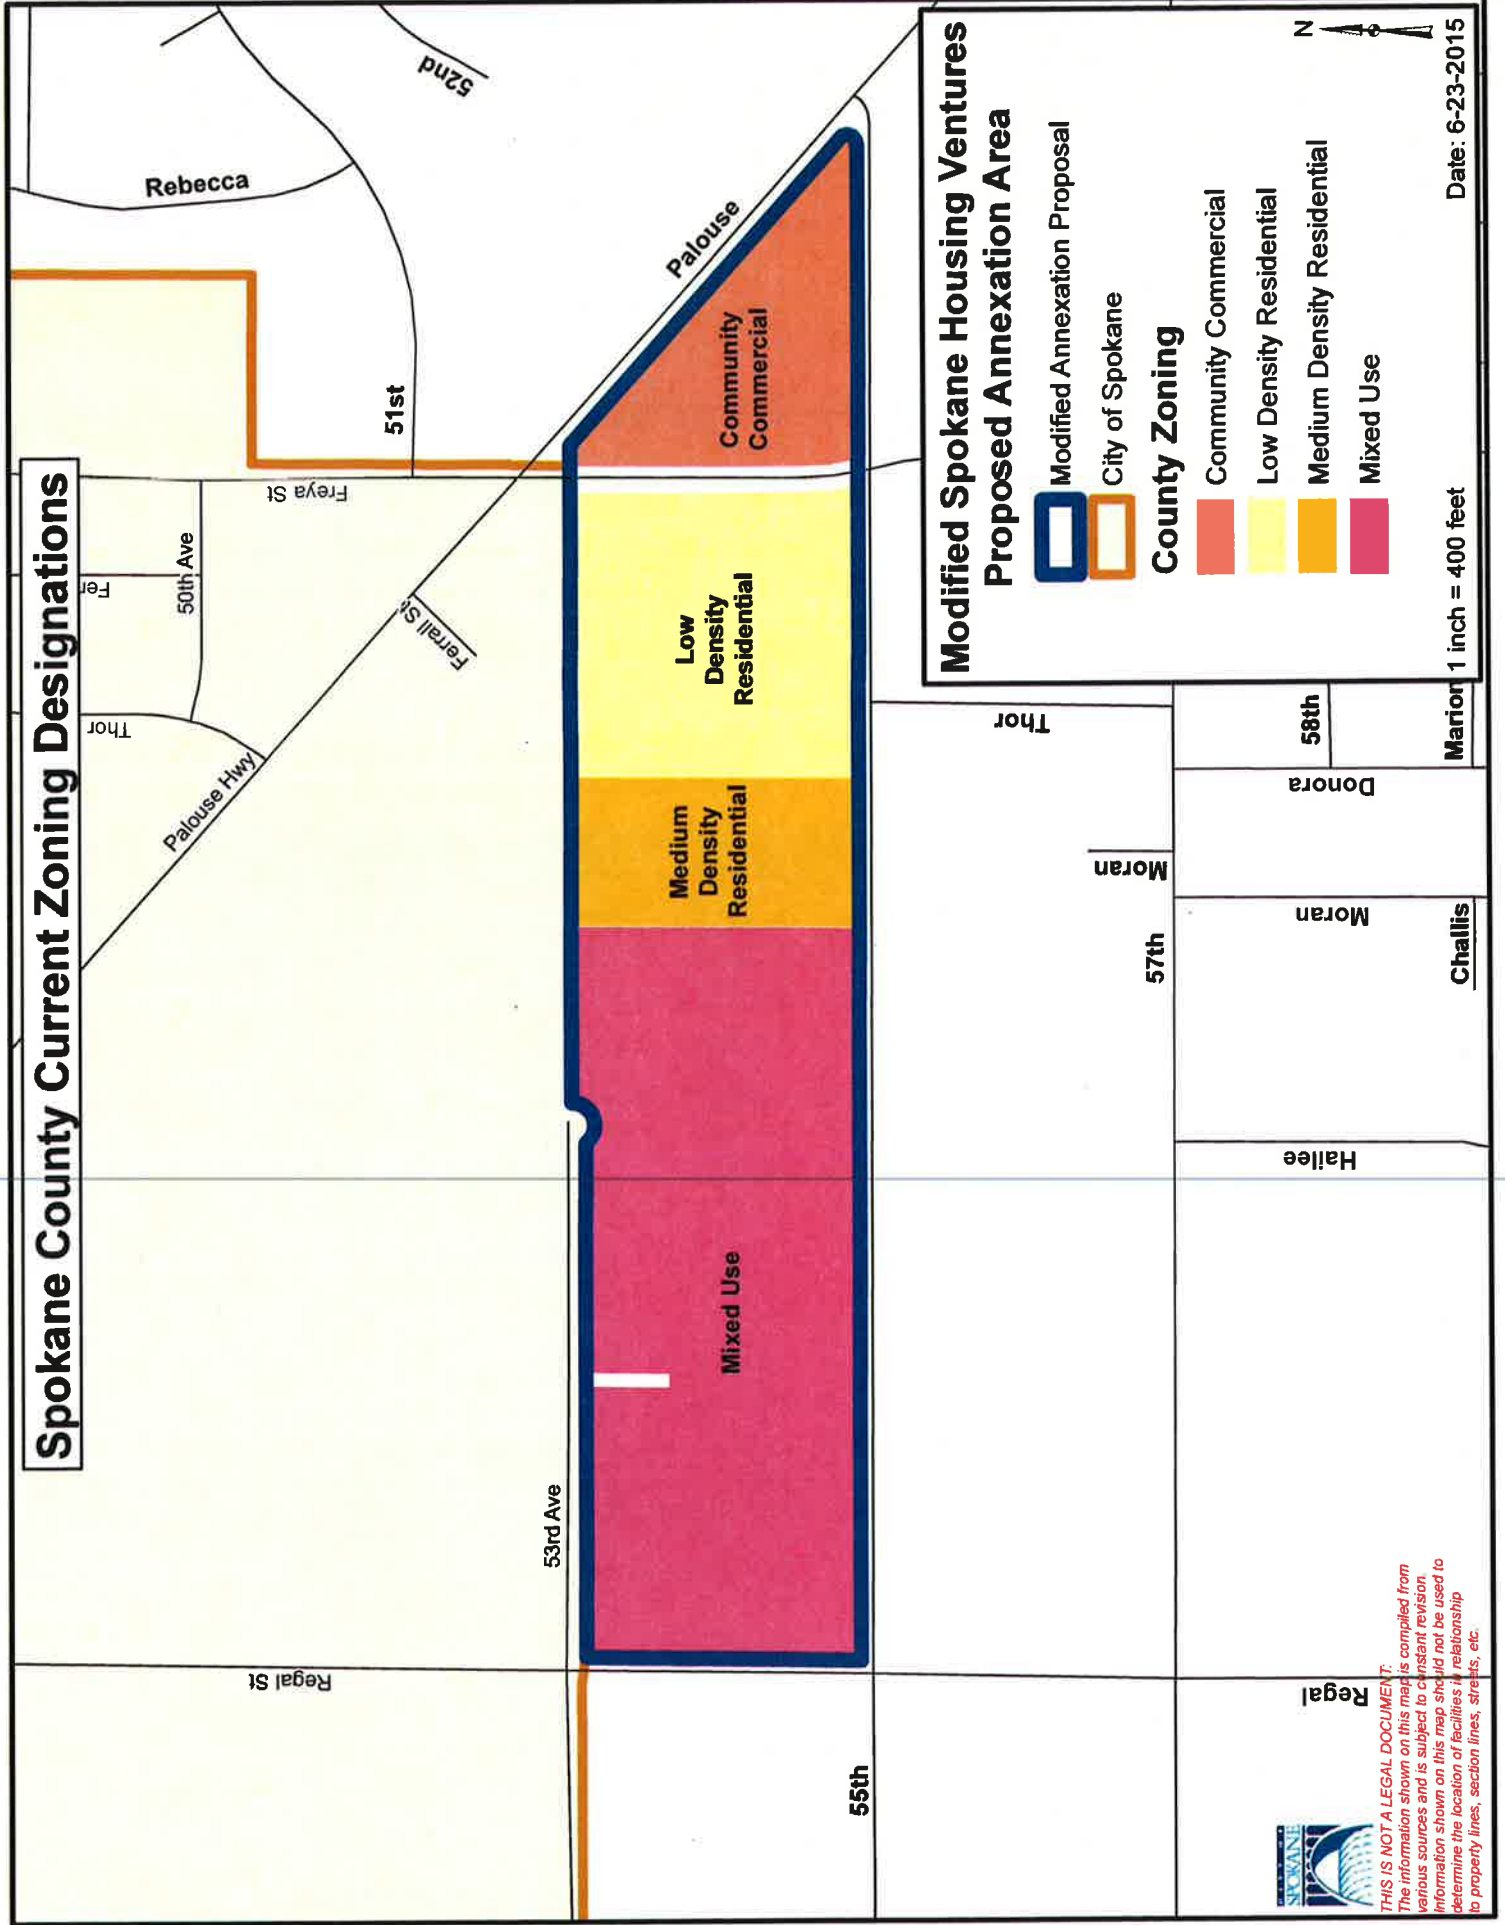 Spokane County Current Zoning Designations
52nd
Rebecca
51st
Palouse
Freya St
50th Ave
Fer
Thor
Palouse Hwy
Ferrall St
53rd Ave
Regal St
Mixed Use
Medium
Density
Residential
Low
Density
Residential
Community
Commercial
55th
Thor
57th
Moran
Moran
58th
Donora
Marion
Challis
Hailee
Regal
Modified Spokane Housing Ventures
Proposed Annexation Area
Modified Annexation Proposal
City of Spokane
County Zoning
Community Commercial
Low Density Residential
Medium Density Residential
Mixed Use
N
1 inch = 400 feet
Date: 6-23-2015
SPOKANE
THIS IS NOT A LEGAL DOCUMENT:
The information shown on this map is compiled from
various sources and is subject to constant revision.
Information shown on this map should not be used to
determine the location of facilities in relationship
to property lines, section lines, streets, etc.